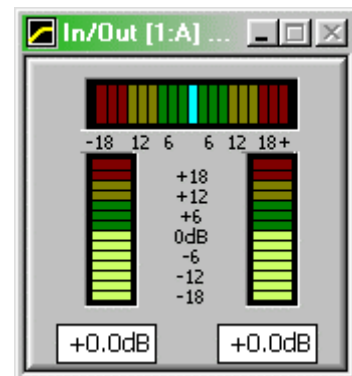 In/Out [1:A] ...
-18 12 6 6 12 18+
+18
+12
+6
0dB
-6
-12
-18
+0.0dB +0.0dB